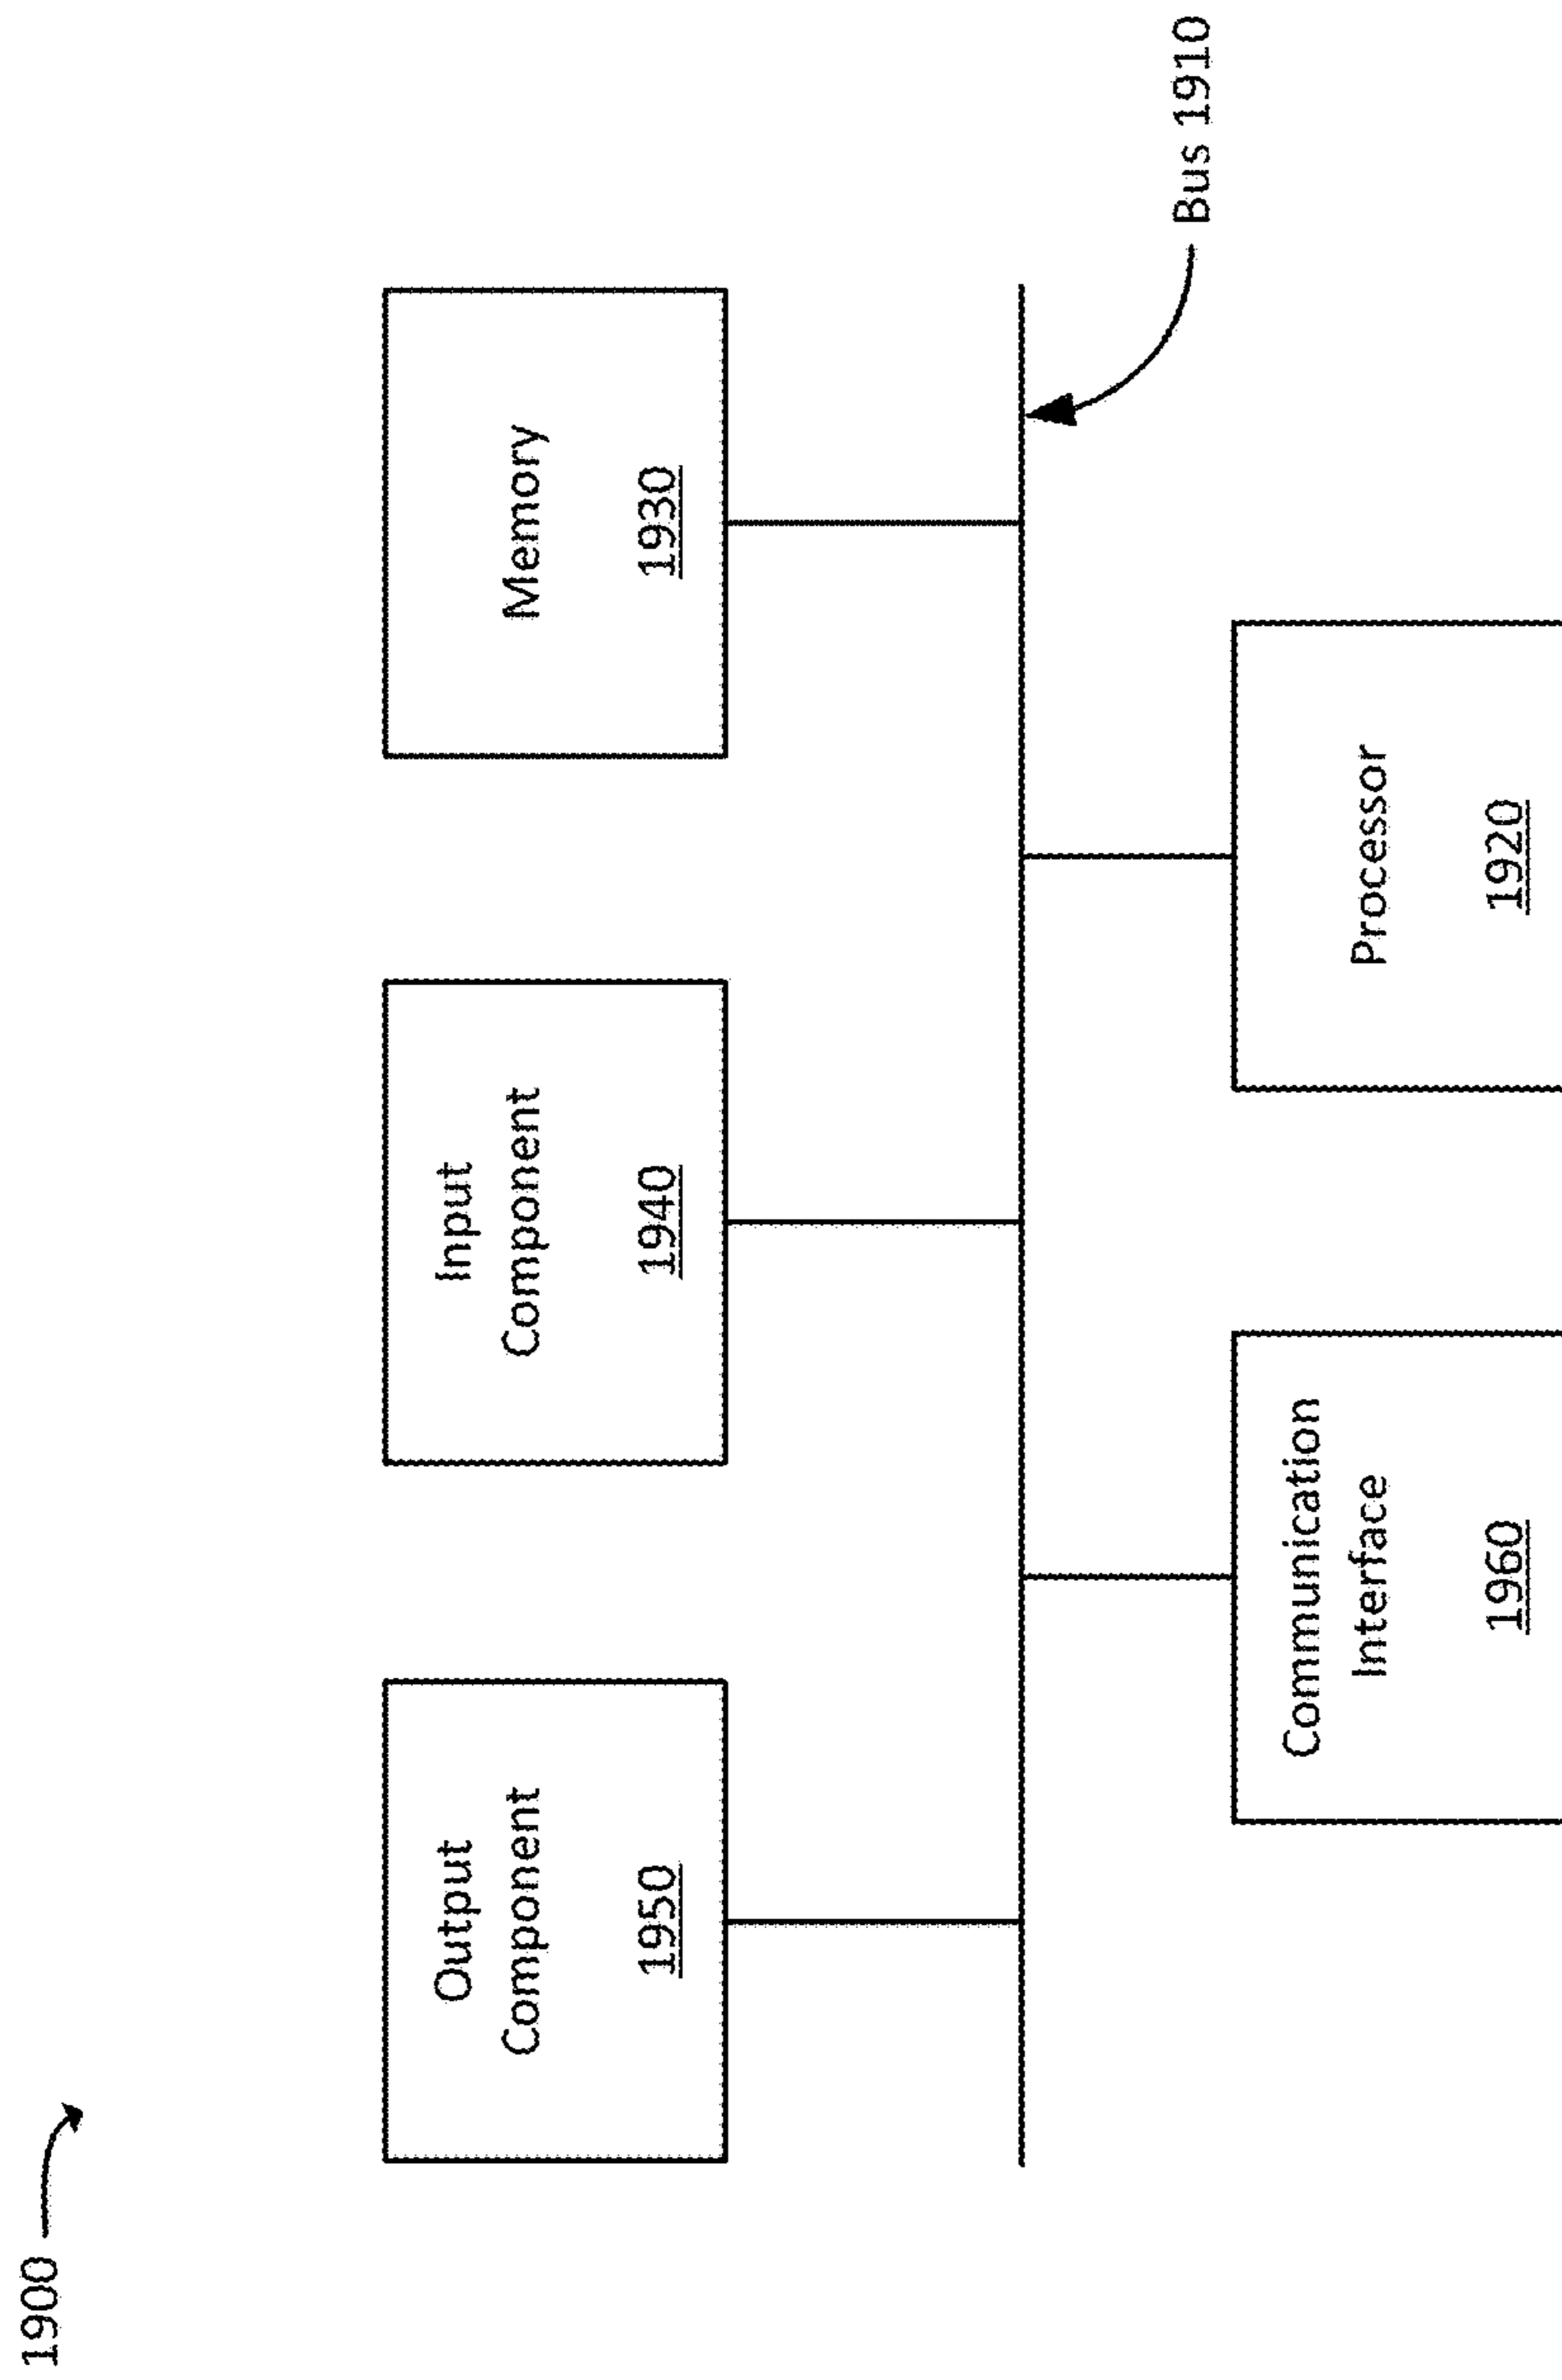 1900
Output
Component
1950
Input
Component
1940
Memory
1930
Bus 1910
Communication
Interface
1960
Processor
1920